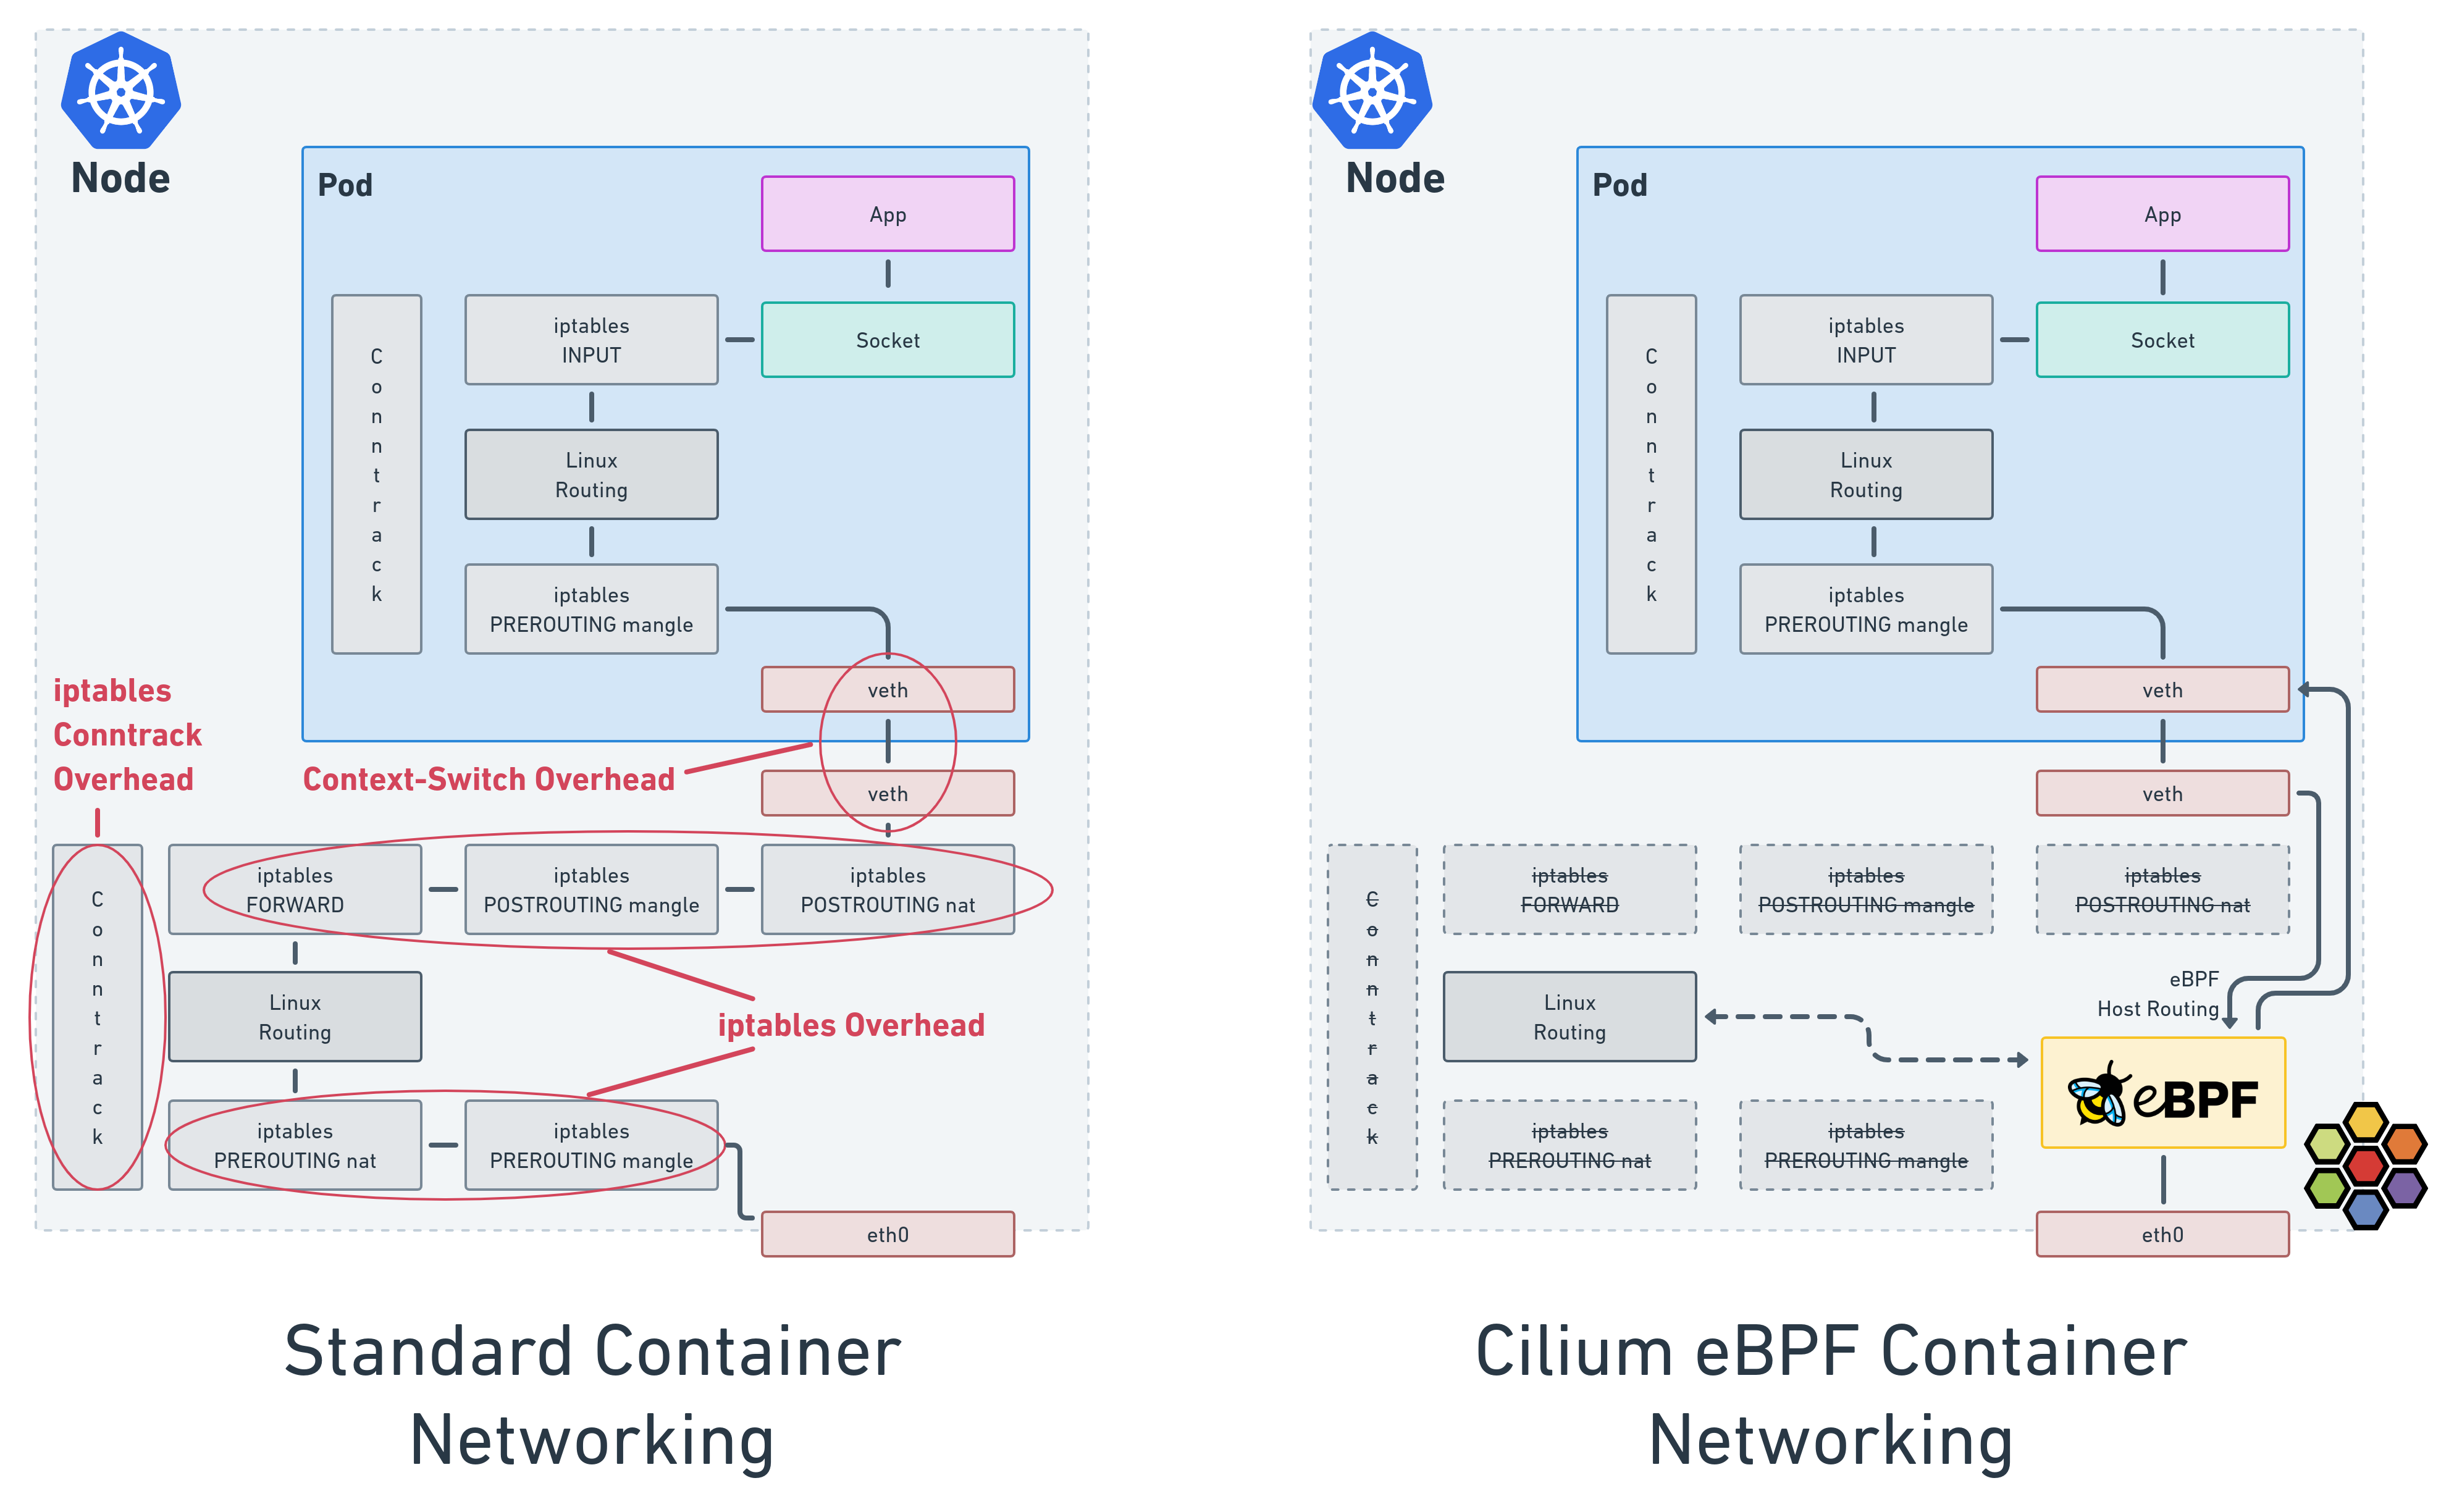 Node
Pod
App
Conntrack
iptables
INPUT
Socket
Linux
Routing
iptables
PREROUTING mangle
veth
iptables
Conntrack
Overhead
Context-Switch Overhead
veth
Conntrack
iptables
FORWARD
iptables
POSTROUTING mangle
iptables
POSTROUTING nat
Linux
Routing
iptables Overhead
iptables
PREROUTING nat
iptables
PREROUTING mangle
eth0
Standard Container
Networking
Node
Pod
App
Conntrack
iptables
INPUT
Socket
Linux
Routing
iptables
PREROUTING mangle
veth
veth
Conntrack
iptables
FORWARD
iptables
POSTROUTING mangle
iptables
POSTROUTING nat
Linux
Routing
eBPF
Host Routing
eBPF
iptables
PREROUTING nat
iptables
PREROUTING mangle
eth0
Cilium eBPF Container
Networking